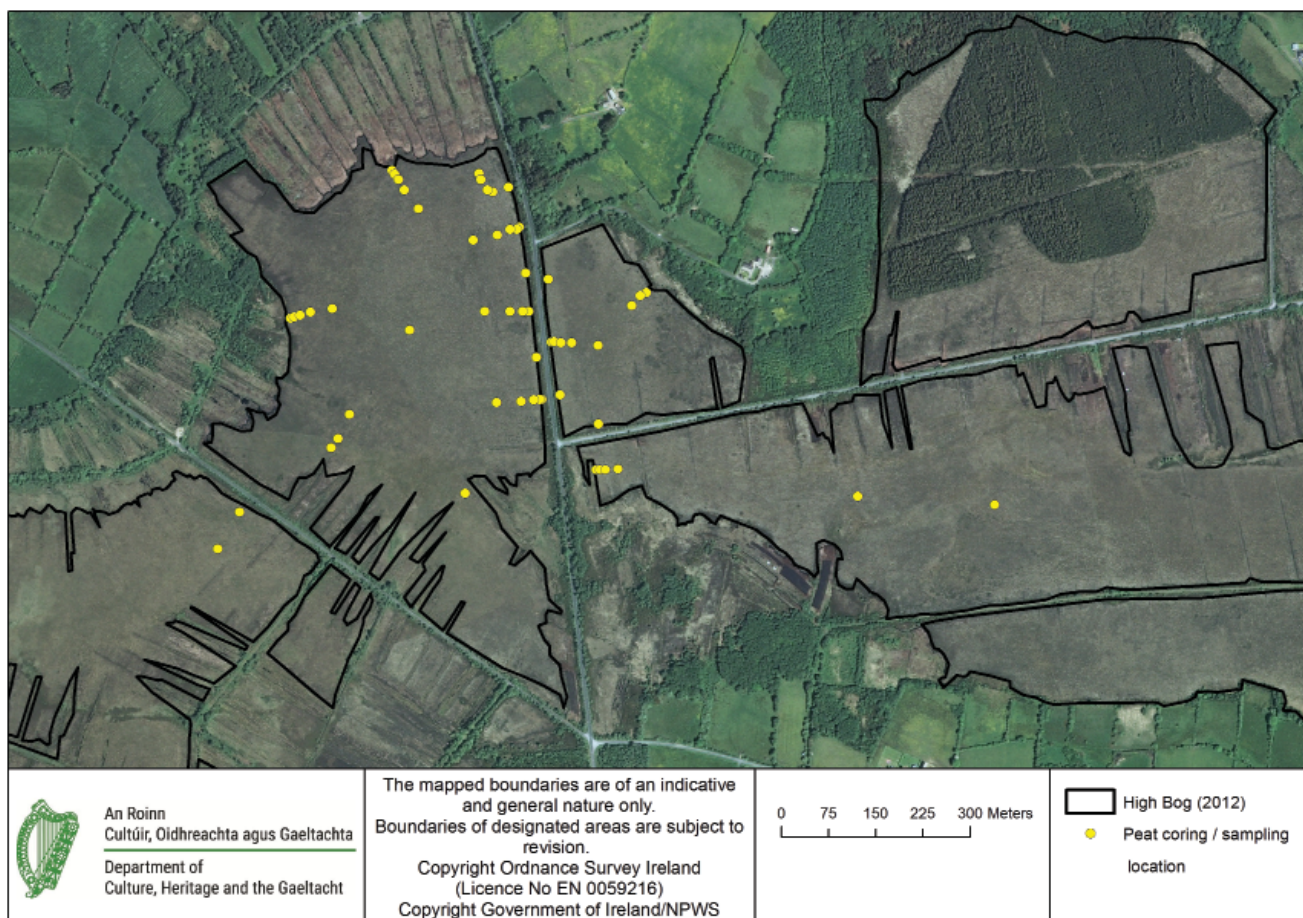 An Roinn
Cultúir, Oidhreachta agus Gaeltachta
Department of
Culture, Heritage and the Gaeltacht
The mapped boundaries are of an indicative
and general nature only.
Boundaries of designated areas are subject to
revision.
Copyright Ordnance Survey Ireland
(Licence No EN 0059216)
Copyright Government of Ireland/NPWS
0 75 150 225 300 Meters
High Bog (2012)
Peat coring / sampling
location